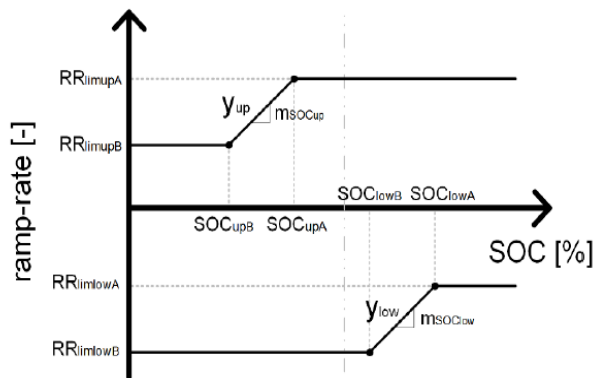 RRlimupA
yup
mSOCup
RRlimupB
ramp-rate [-]
SOClowB SOClowA
SOCupB SOCupA
SOC [%]
RRlimlowA
ylow
mSOClow
RRlimlowB